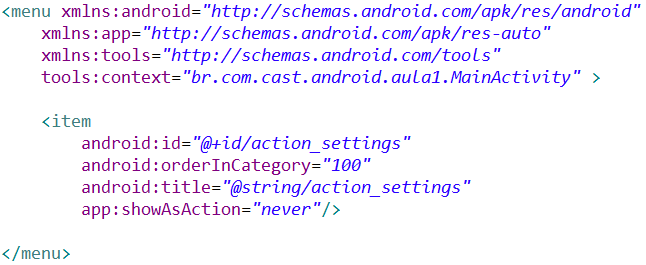 <menu xmlns:android="http://schemas.android.com/apk/res/android"
    xmlns:app="http://schemas.android.com/apk/res-auto"
    xmlns:tools="http://schemas.android.com/tools"
    tools:context="br.com.cast.android.aula1.MainActivity" >
    <item
        android:id="@+id/action_settings"
        android:orderInCategory="100"
        android:title="@string/action_settings"
        app:showAsAction="never"/>
</menu>